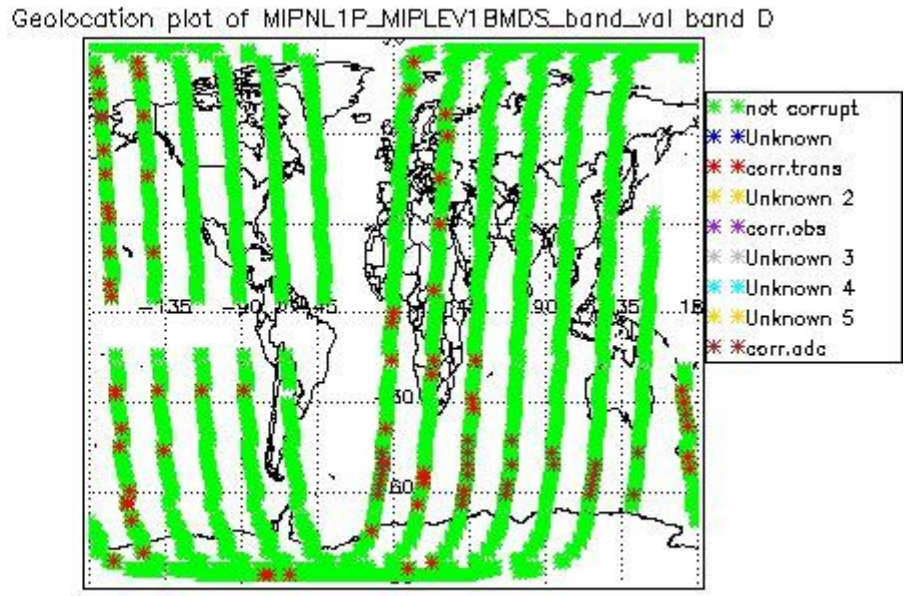 Geolocation plot of MIPNL1P_MIPLEV1BMDS_band_val band D
not corrupt
Unknown
corr.trans
Unknown 2
corr.obs
Unknown 3
Unknown 4
Unknown 5
corr.adc
-135
45
90
135
30
60